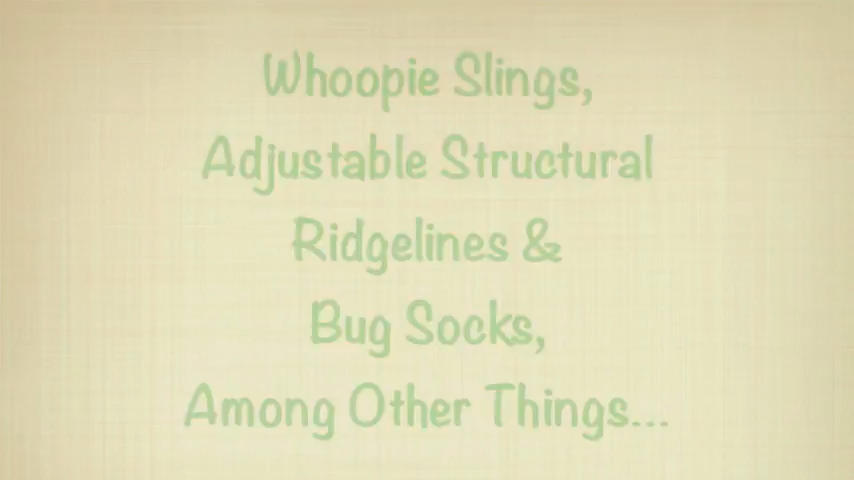 Whoopie Slings,
Adjustable Structural
Ridgelines &
Bug Socks,
Among Other Things...